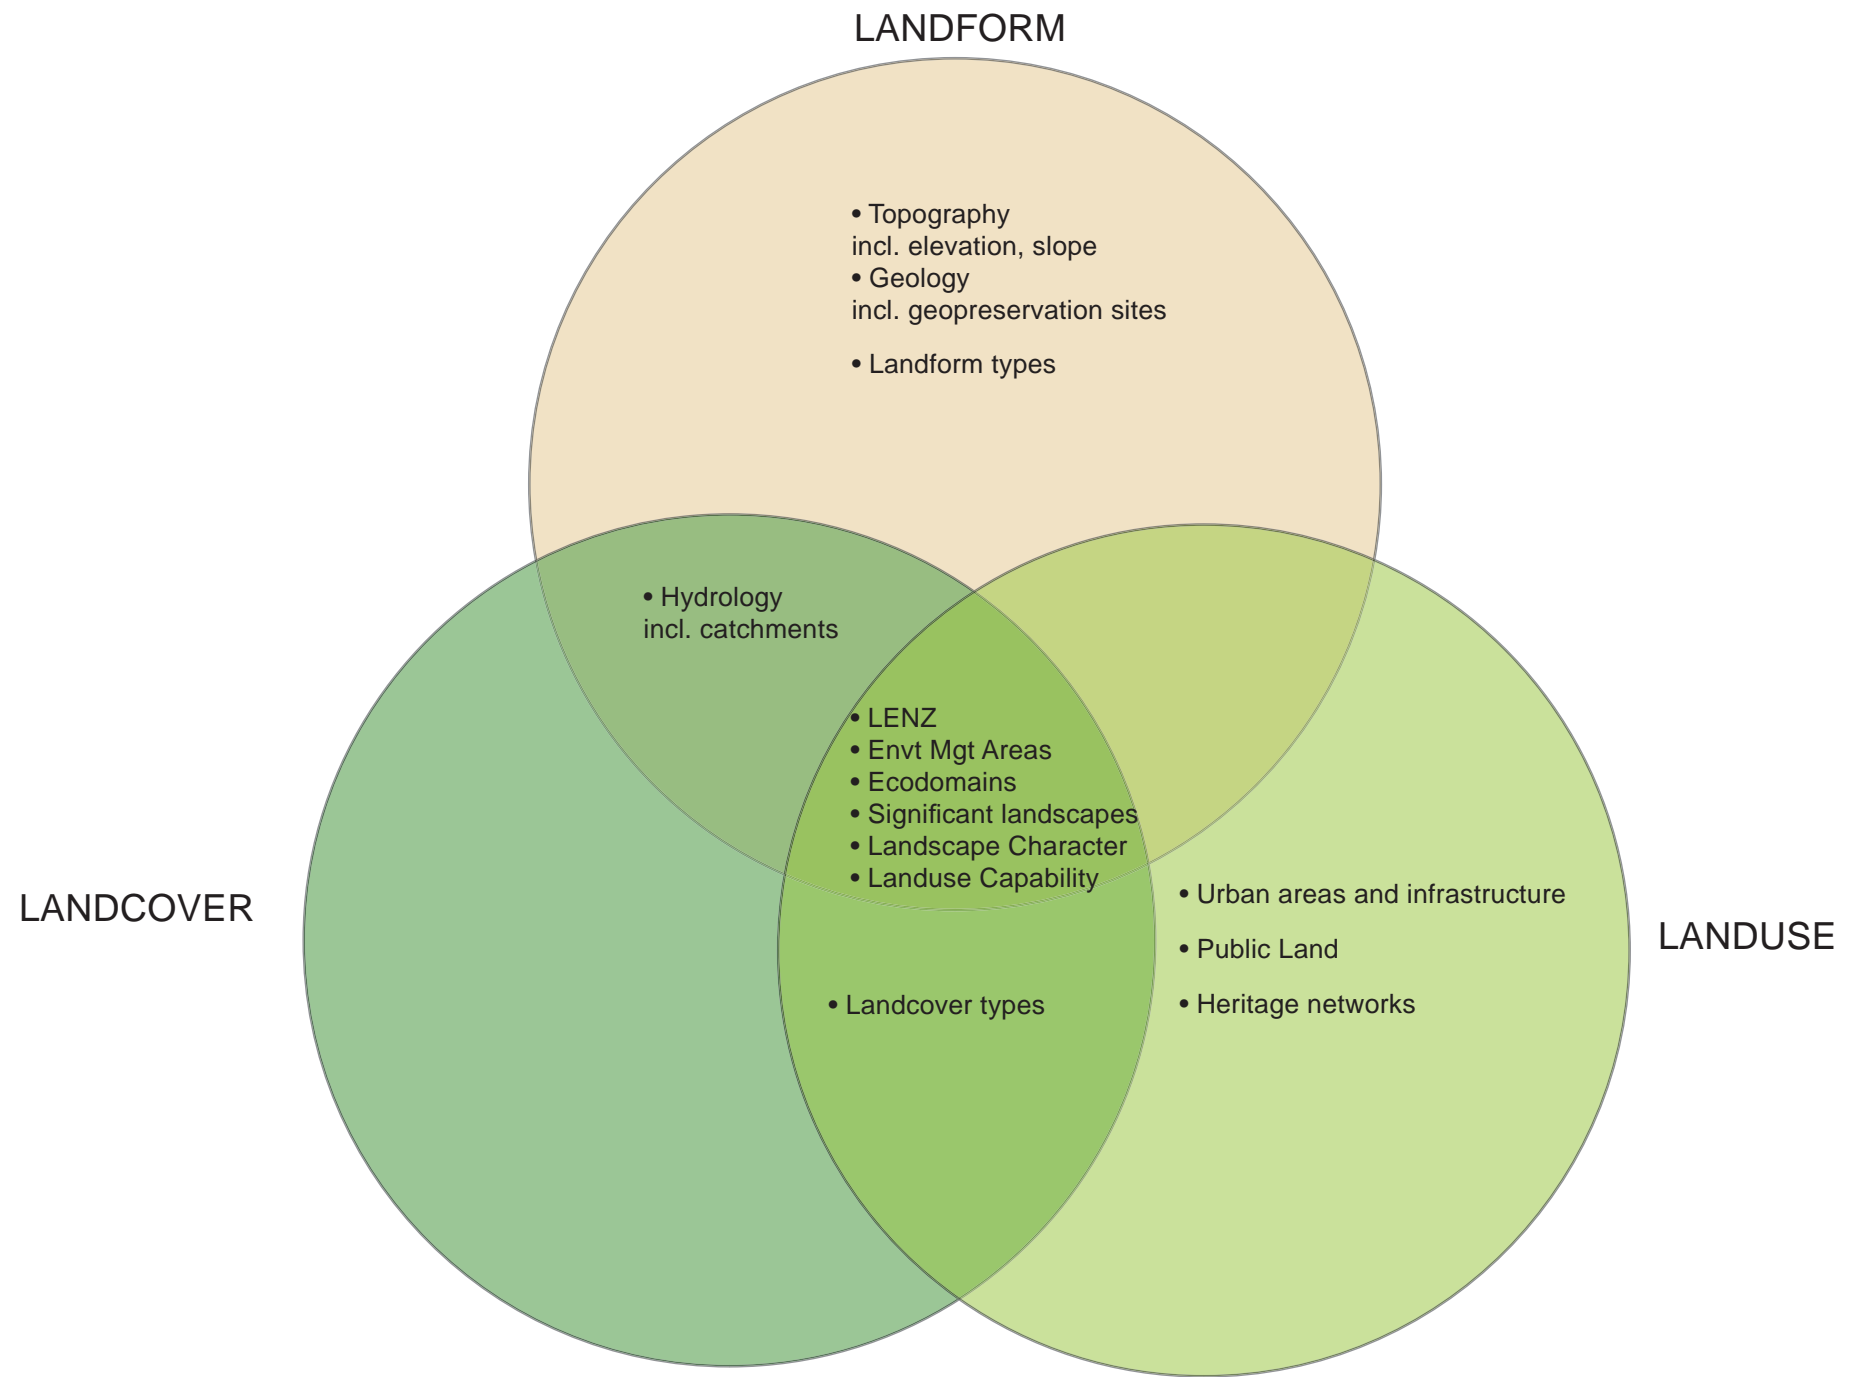 LANDFORM
• Topography
incl. elevation, slope
• Geology
incl. geopreservation sites
• Landform types
• Hydrology
incl. catchments
• LENZ
• Envt Mgt Areas
• Ecodomains
• Significant landscapes
• Landscape Character
• Landuse Capability
LANDCOVER
• Urban areas and infrastructure
• Public Land
• Heritage networks
LANDUSE
• Landcover types